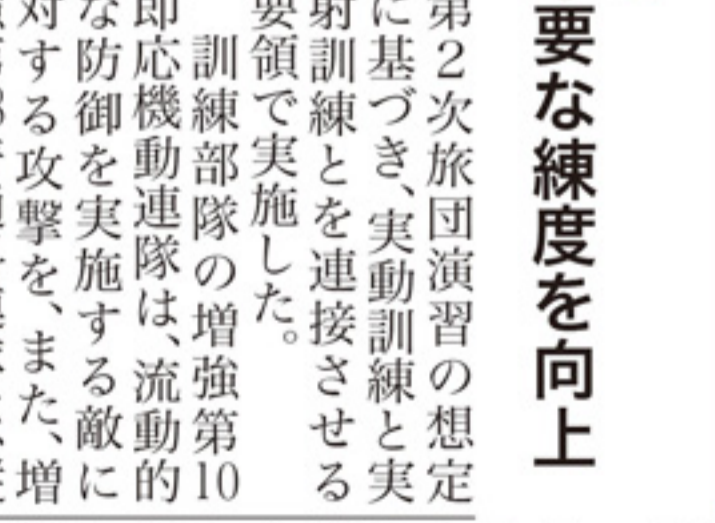 要な練度を向上
第2次旅団演習の想定
に基づき、実動訓練と実
射訓練とを連接させる
要領で実施した。
訓練部隊の増強第10
即応機動連隊は、流動的
な防御を実施する敵に
対する攻撃を、また、増